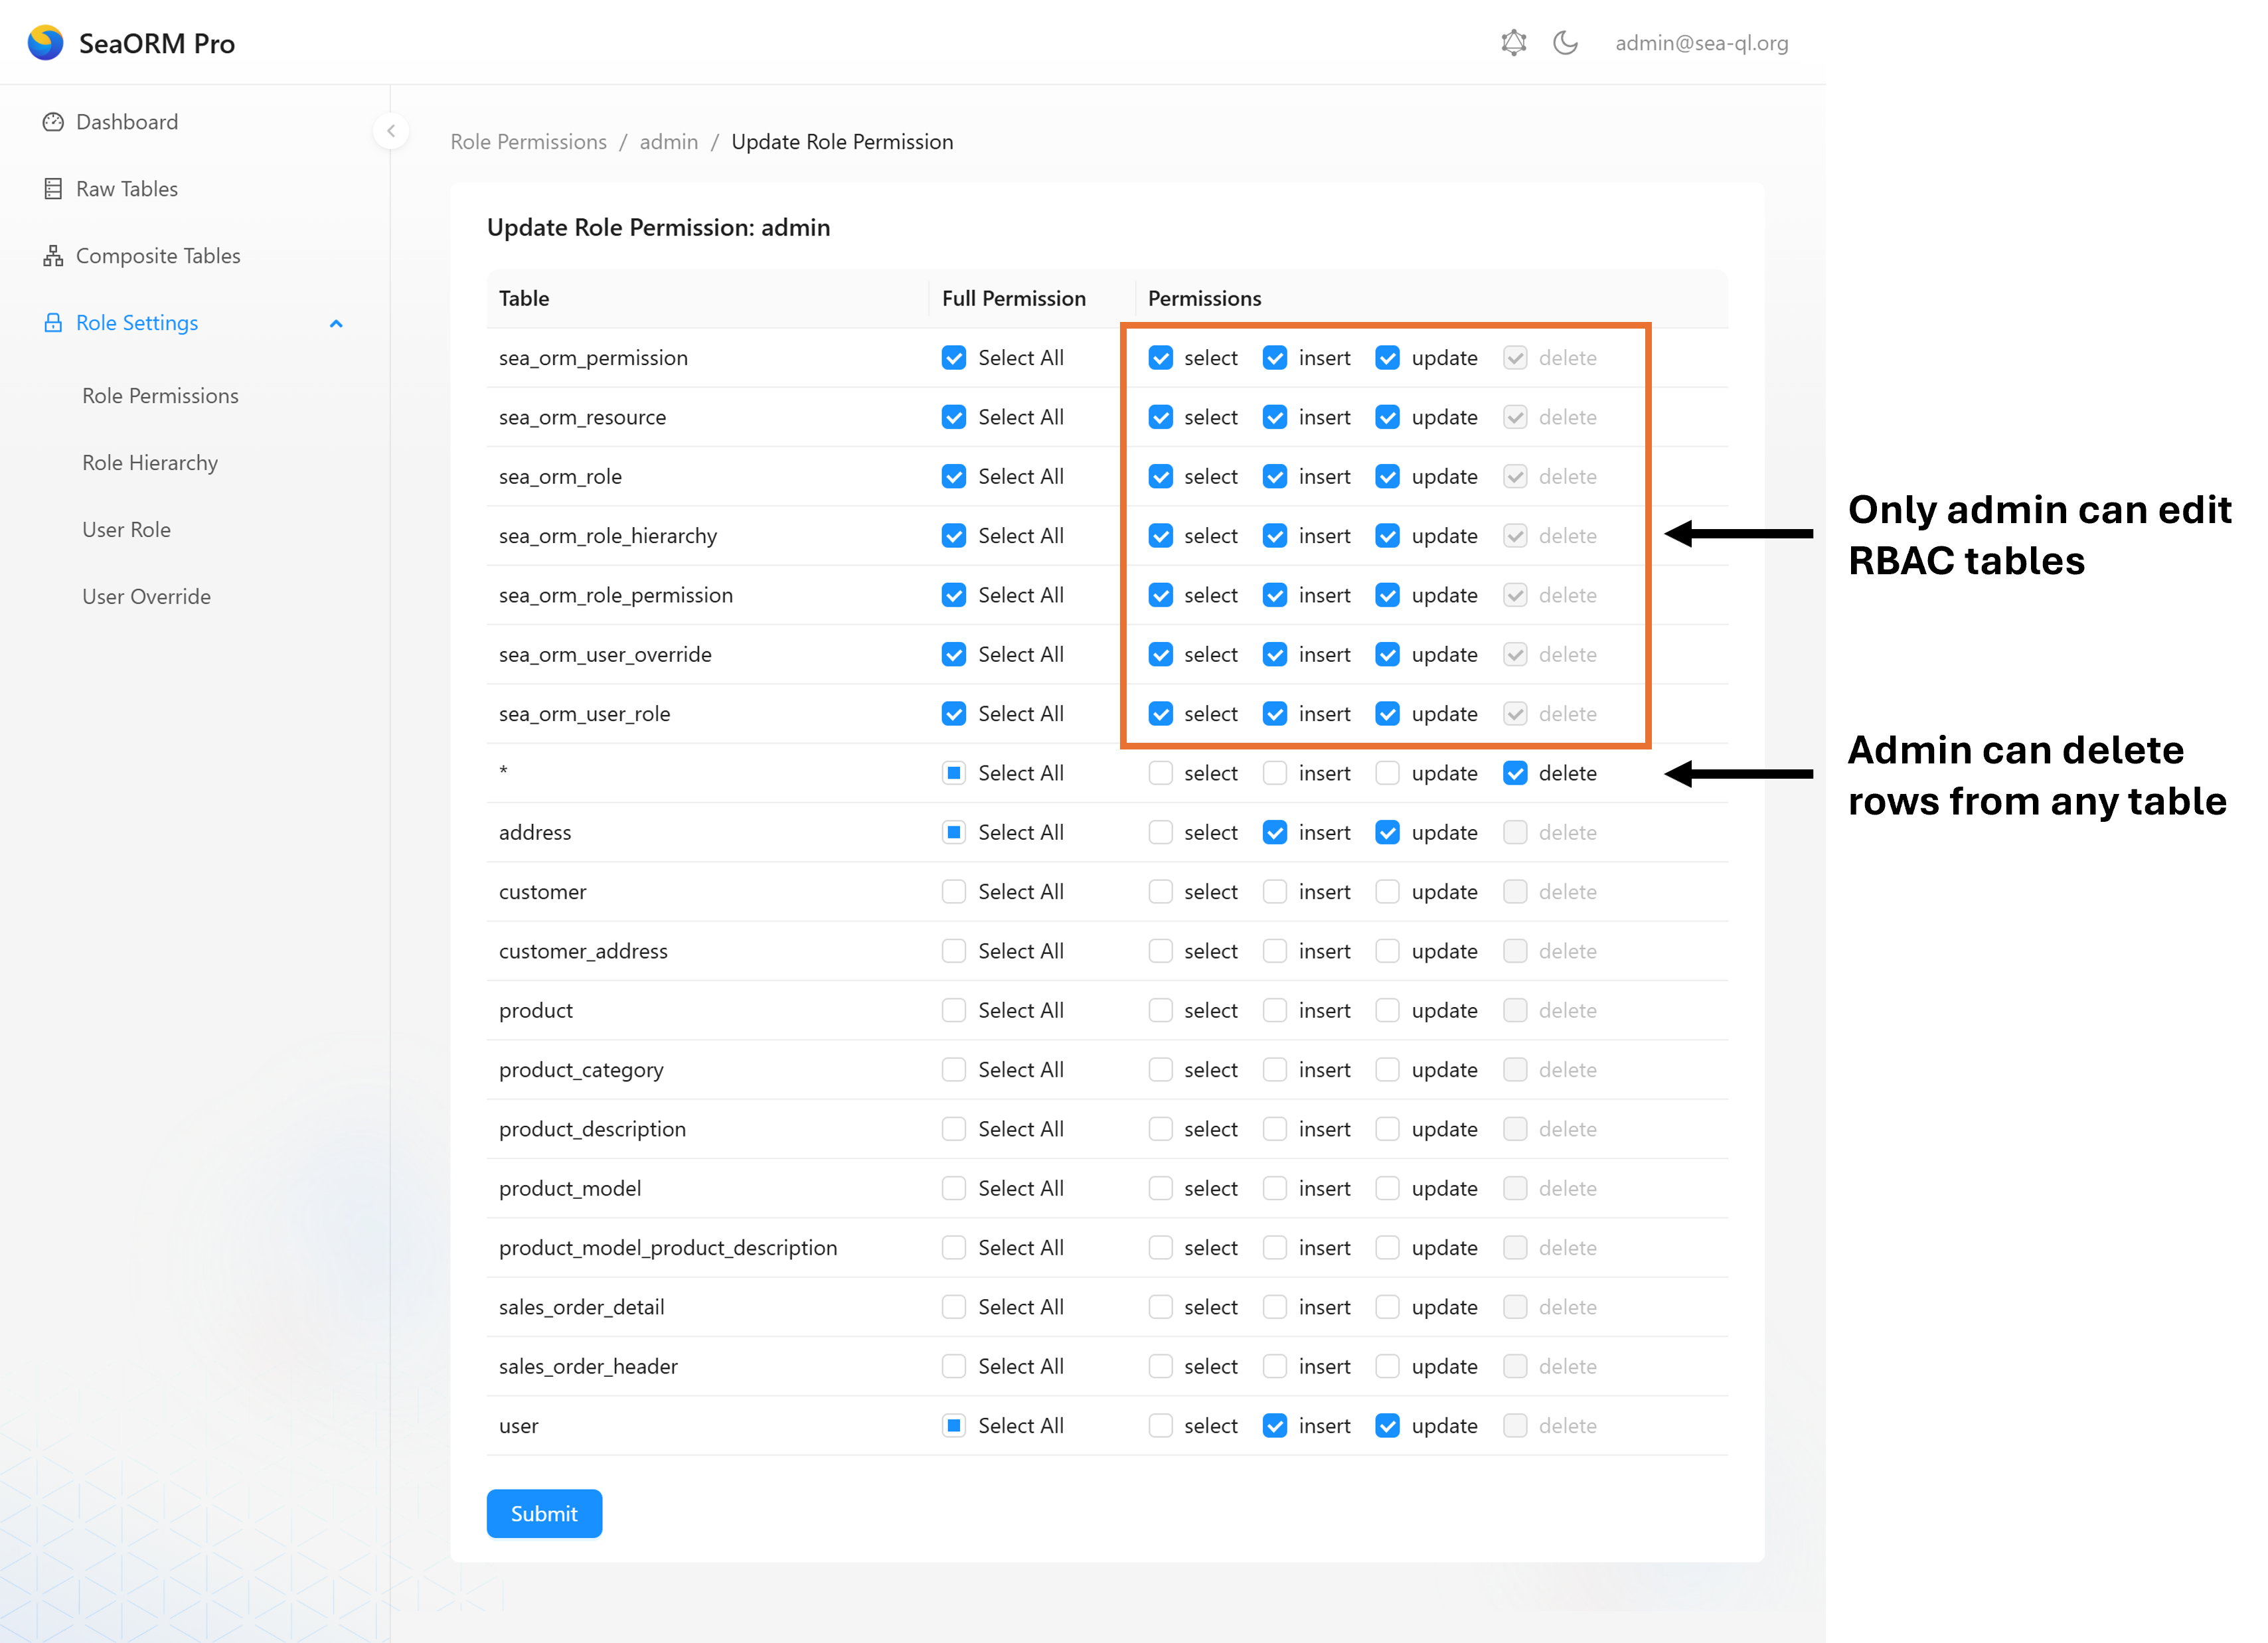 SeaORM Pro
admin@sea-ql.org
Dashboard
Raw Tables
Composite Tables
Role Settings
Role Permissions
Role Hierarchy
User Role
User Override
Role Permissions / admin / Update Role Permission
Update Role Permission: admin
Table Full Permission Permissions
sea_orm_permission Select All select insert update delete
sea_orm_resource Select All select insert update delete
sea_orm_role Select All select insert update delete
sea_orm_role_hierarchy Select All select insert update delete
sea_orm_role_permission Select All select insert update delete
sea_orm_user_override Select All select insert update delete
sea_orm_user_role Select All select insert update delete
* Select All select insert update delete
address Select All select insert update delete
customer Select All select insert update delete
customer_address Select All select insert update delete
product Select All select insert update delete
product_category Select All select insert update delete
product_description Select All select insert update delete
product_model Select All select insert update delete
product_model_product_description Select All select insert update delete
sales_order_detail Select All select insert update delete
sales_order_header Select All select insert update delete
user Select All select insert update delete
Submit
Only admin can edit
RBAC tables
Admin can delete
rows from any table